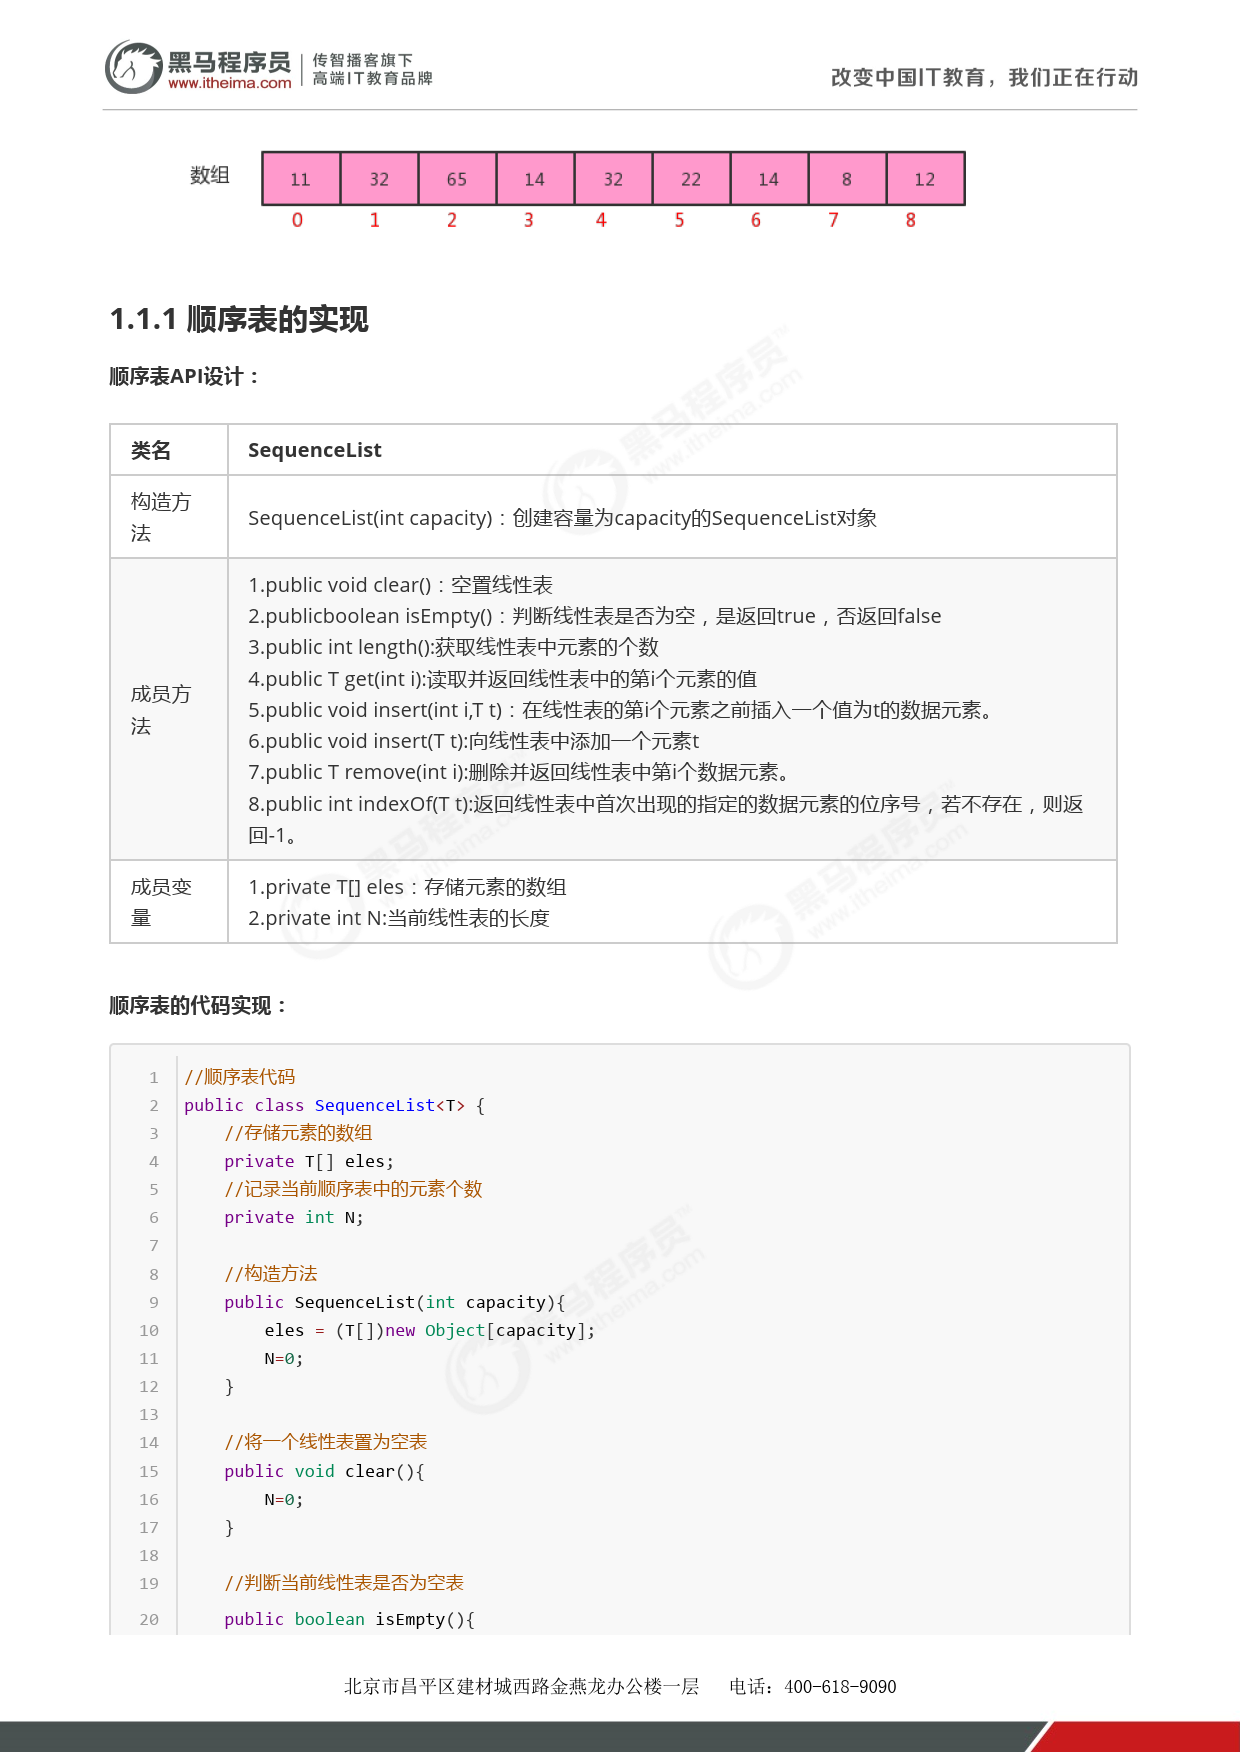 黑马程序员
www.itheima.com
传智播客旗下
高端IT教育品牌
改变中国IT教育，我们正在行动
数组
11 32 65 14 32 22 14 8 12
0 1 2 3 4 5 6 7 8
1.1.1 顺序表的实现
顺序表API设计：
类名 SequenceList
构造方
法
SequenceList(int capacity)：创建容量为capacity的SequenceList对象
成员方
法
1.public void clear()：空置线性表
2.publicboolean isEmpty()：判断线性表是否为空，是返回true，否返回false
3.public int length():获取线性表中元素的个数
4.public T get(int i):读取并返回线性表中的第i个元素的值
5.public void insert(int i,T t)：在线性表的第i个元素之前插入一个值为t的数据元素。
6.public void insert(T t):向线性表中添加一个元素t
7.public T remove(int i):删除并返回线性表中第i个数据元素。
8.public int indexOf(T t):返回线性表中首次出现的指定的数据元素的位序号，若不存在，则返
回-1。
成员变
量
1.private T[] eles：存储元素的数组
2.private int N:当前线性表的长度
顺序表的代码实现：
1 //顺序表代码
2 public class SequenceList<T> {
3 //存储元素的数组
4 private T[] eles;
5 //记录当前顺序表中的元素个数
6 private int N;
7
8 //构造方法
9 public SequenceList(int capacity){
10 eles = (T[])new Object[capacity];
11 N=0;
12 }
13
14 //将一个线性表置为空表
15 public void clear(){
16 N=0;
17 }
18
19 //判断当前线性表是否为空表
20 public boolean isEmpty(){
北京市昌平区建材城西路金燕龙办公楼一层 电话：400-618-9090